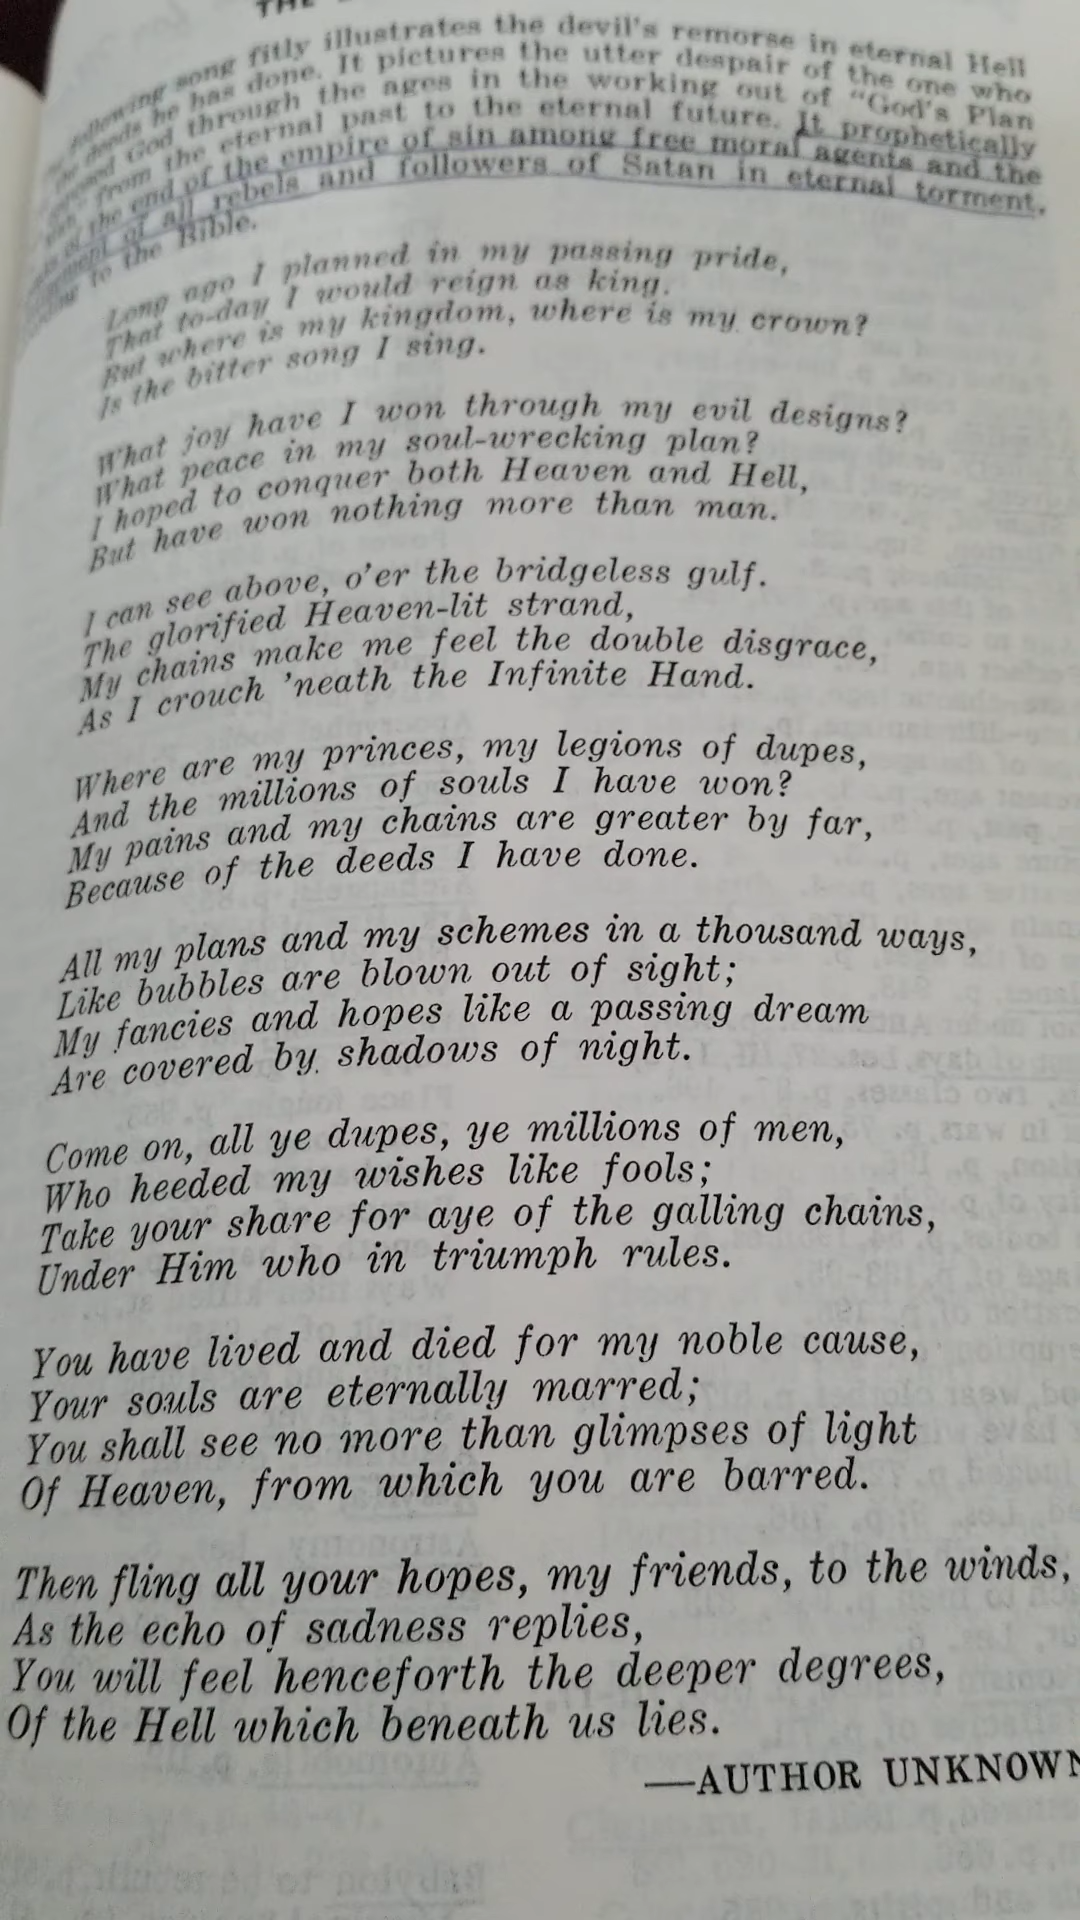 THE
following song fitly illustrates the devil's remorse in eternal Hell
the deeds he has done. It pictures the utter despair of the one who
God through the ages in the working out of "God's Plan
from the eternal past to the eternal future. It prophetically
of the end of the empire of sin among free moral agents and the
of all rebels and followers of Satan in eternal torment,
to the Bible.
Long ago I planned in my passing pride,
That to-day I would reign as king.
But where is my kingdom, where is my crown?
Is the bitter song I sing.
What joy have I won through my evil designs?
What peace in my soul-wrecking plan?
I hoped to conquer both Heaven and Hell,
But have won nothing more than man.
I can see above, o'er the bridgeless gulf.
The glorified Heaven-lit strand,
My chains make me feel the double disgrace,
As I crouch 'neath the Infinite Hand.
Where are my princes, my legions of dupes,
And the millions of souls I have won?
My pains and my chains are greater by far,
Because of the deeds I have done.
All my plans and my schemes in a thousand ways,
Like bubbles are blown out of sight;
My fancies and hopes like a passing dream
Are covered by shadows of night.
Come on, all ye dupes, ye millions of men,
Who heeded my wishes like fools;
Take your share for aye of the galling chains,
Under Him who in triumph rules.
You have lived and died for my noble cause,
Your souls are eternally marred;
You shall see no more than glimpses of light
Of Heaven, from which you are barred.
Then fling all your hopes, my friends, to the winds,
As the echo of sadness replies,
You will feel henceforth the deeper degrees,
Of the Hell which beneath us lies.
—AUTHOR UNKNOWN